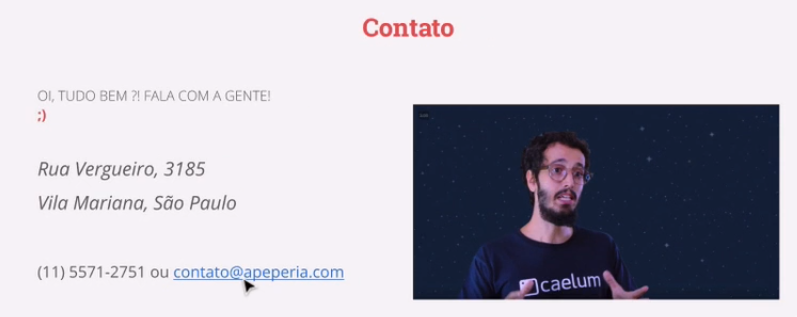 Contato
OI, TUDO BEM ?! FALA COM A GENTE!
;)
Rua Vergueiro, 3185
Vila Mariana, São Paulo
(11) 5571-2751 ou contato@apeperia.com
caelum